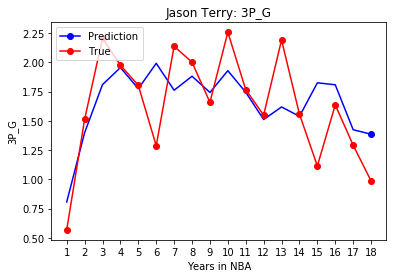 Jason Terry: 3P_G
Prediction
True
2.25
2.00
1.75
1.50
1.25
1.00
0.75
0.50
3P_G
1 2 3 4 5 6 7 8 9 10 11 12 13 14 15 16 17 18
Years in NBA